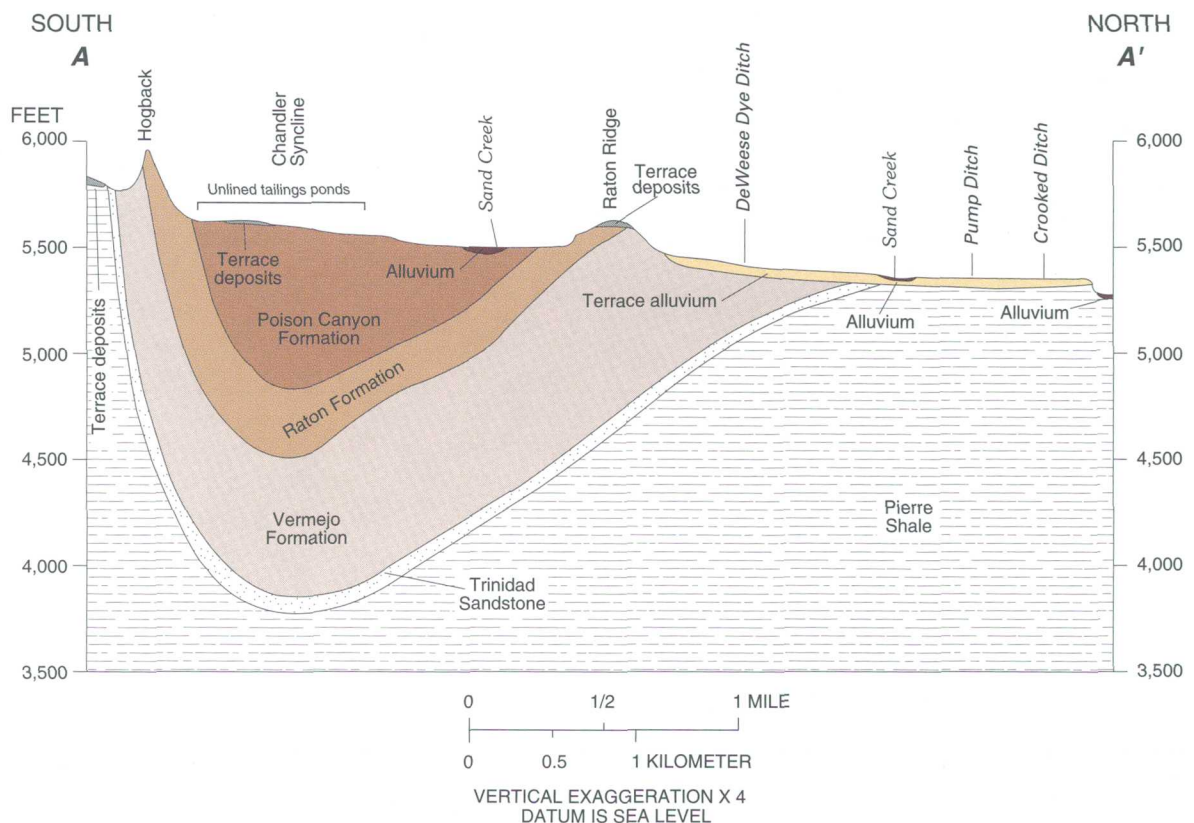 SOUTH
A
NORTH
A'
FEET
6,000
5,500
5,000
4,500
4,000
3,500
Hogback
Chandler
Syncline
Unlined tailings ponds
Sand Creek
Raton Ridge
Terrace
deposits
DeWeese Dye Ditch
Sand Creek
Pump Ditch
Crooked Ditch
6,000
5,500
5,000
4,500
4,000
3,500
Terrace deposits
Terrace
deposits
Alluvium
Poison Canyon
Formation
Raton Formation
Terrace alluvium
Alluvium
Alluvium
Vermejo
Formation
Trinidad
Sandstone
Pierre
Shale
0 1/2 1 MILE
0 0.5 1 KILOMETER
VERTICAL EXAGGERATION X 4
DATUM IS SEA LEVEL